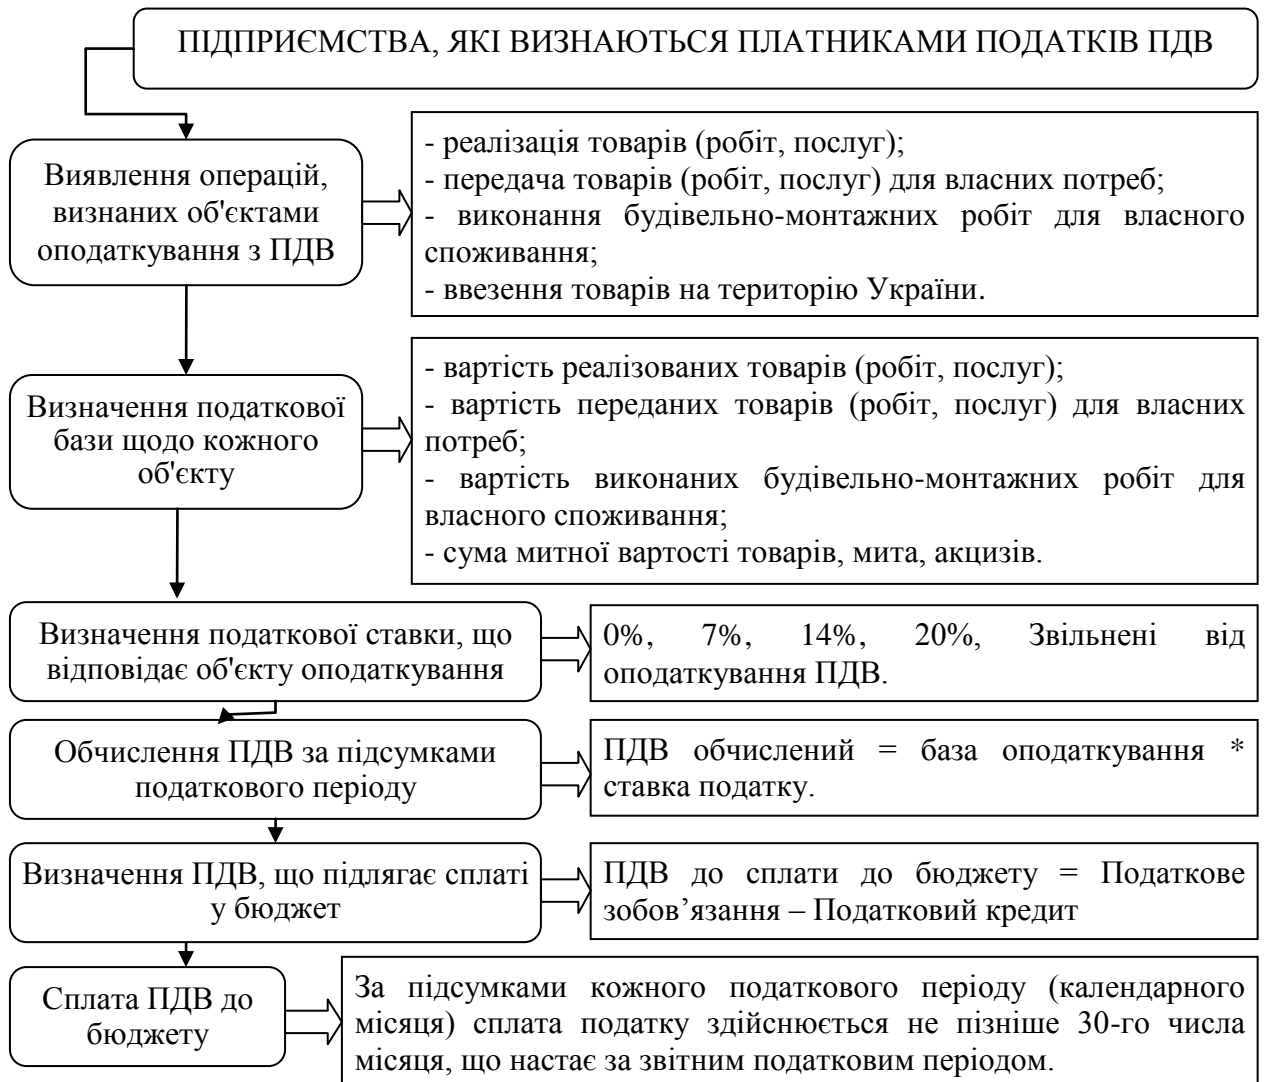 ПІДПРИЄМСТВА, ЯКІ ВИЗНАЮТЬСЯ ПЛАТНИКАМИ ПОДАТКІВ ПДВ
Виявлення операцій,
визнаних об'єктами
оподаткування з ПДВ
- реалізація товарів (робіт, послуг);
- передача товарів (робіт, послуг) для власних потреб;
- виконання будівельно-монтажних робіт для власного
споживання;
- ввезення товарів на територію України.
Визначення податкової
бази щодо кожного
об'єкту
- вартість реалізованих товарів (робіт, послуг);
- вартість переданих товарів (робіт, послуг) для власних
потреб;
- вартість виконаних будівельно-монтажних робіт для
власного споживання;
- сума митної вартості товарів, мита, акцизів.
Визначення податкової ставки, що
відповідає об'єкту оподаткування
0%, 7%, 14%, 20%, Звільнені від
оподаткування ПДВ.
Обчислення ПДВ за підсумками
податкового періоду
ПДВ обчислений = база оподаткування *
ставка податку.
Визначення ПДВ, що підлягає сплаті
у бюджет
ПДВ до сплати до бюджету = Податкове
зобов’язання – Податковий кредит
Сплата ПДВ до
бюджету
За підсумками кожного податкового періоду (календарного
місяця) сплата податку здійснюється не пізніше 30-го числа
місяця, що настає за звітним податковим періодом.